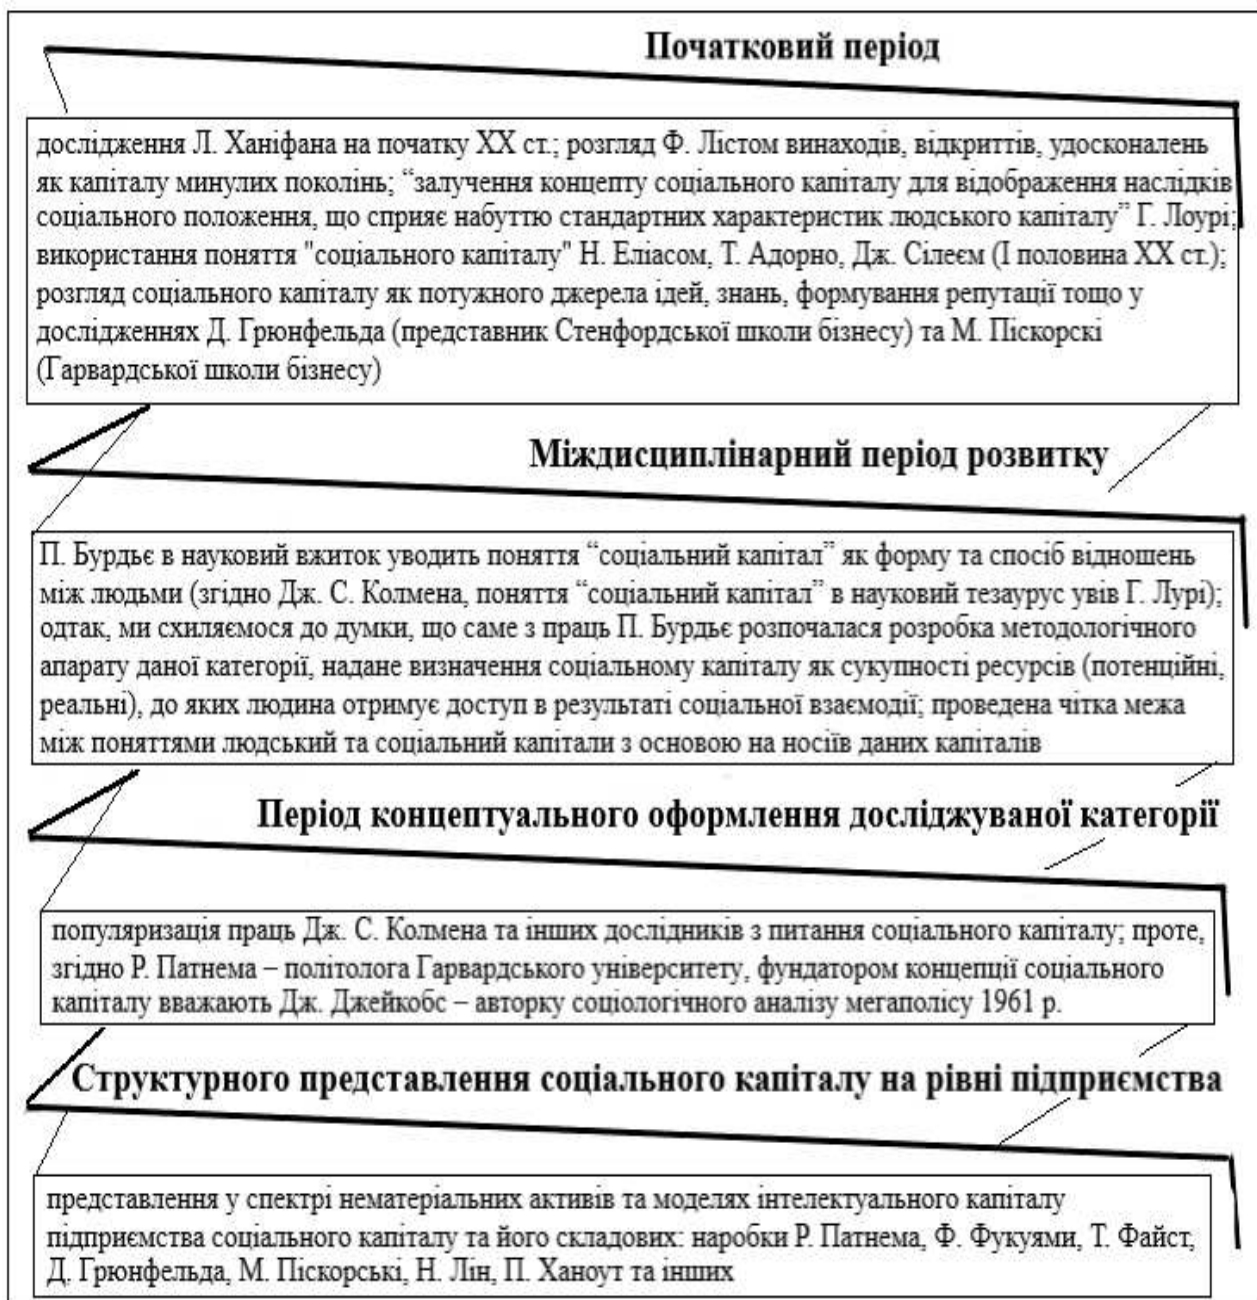 Початковий період
дослідження Л. Ханіфана на початку ХХ ст.; розгляд Ф. Лістом винаходів, відкриттів, удосконалень
як капіталу минулих поколінь; “залучення концепту соціального капіталу для відображення наслідків
соціального положення, що сприяє набуттю стандартних характеристик людського капіталу” Г. Лоурі;
використання поняття "соціального капіталу" Н. Еліасом, Т. Адорно, Дж. Сілеєм (І половина ХХ ст.);
розгляд соціального капіталу як потужного джерела ідей, знань, формування репутації тощо у
дослідженнях Д. Грюнфельда (представник Стенфордської школи бізнесу) та М. Піскорскі
(Гарвардської школи бізнесу)
Міждисциплінарний період розвитку
П. Бурдьє в науковий вжиток уводить поняття “соціальний капітал” як форму та спосіб відношень
між людьми (згідно Дж. С. Колмена, поняття “соціальний капітал” в науковий тезаурус увів Г. Лурі);
одтак, ми схиляємося до думки, що саме з праць П. Бурдьє розпочалася розробка методологічного
апарату даної категорії, надане визначення соціальному капіталу як сукупності ресурсів (потенційні,
реальні), до яких людина отримує доступ в результаті соціальної взаємодії; проведена чітка межа
між поняттями людський та соціальний капітали з основою на носіїв даних капіталів
Період концептуального оформлення досліджуваної категорії
популяризація праць Дж. С. Колмена та інших дослідників з питання соціального капіталу; проте,
згідно Р. Патнема – політолога Гарвардського університету, фундатором концепції соціального
капіталу вважають Дж. Джейкобс – авторку соціологічного аналізу мегаполісу 1961 р.
Структурного представлення соціального капіталу на рівні підприємства
представлення у спектрі нематеріальних активів та моделях інтелектуального капіталу
підприємства соціального капіталу та його складових: наробки Р. Патнема, Ф. Фукуями, Т. Файст,
Д. Грюнфельда, М. Піскорські, Н. Лін, П. Ханоут та інших